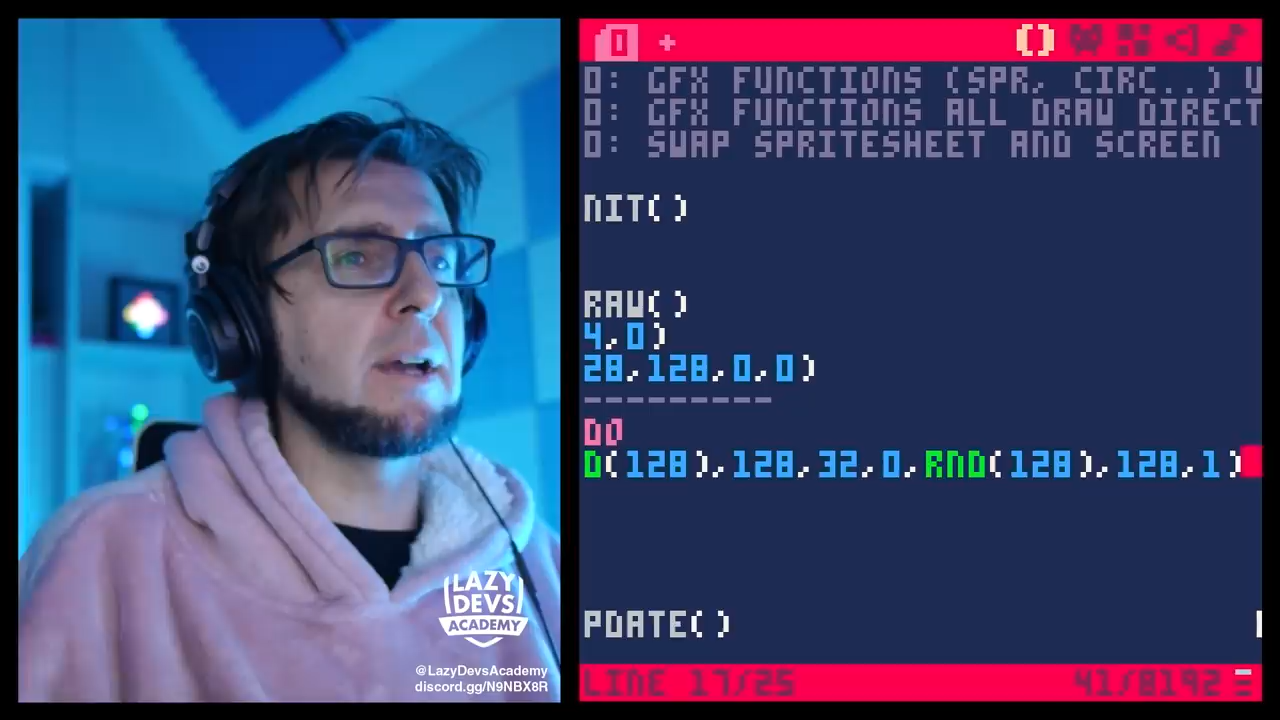 LAZY
DEVS
ACADEMY
@LazyDevsAcademy
discord.gg/N9NBX8R
0 +
0: GFX FUNCTIONS (SPR, CIRC..) U
0: GFX FUNCTIONS ALL DRAW DIRECT
0: SWAP SPRITESHEET AND SCREEN
NIT()
RAW()
4,0)
28,128,0,0)
---------
DO
D(128),128,32,0,RND(128),128,1)
PDATE()
LINE 17/25
41/8192